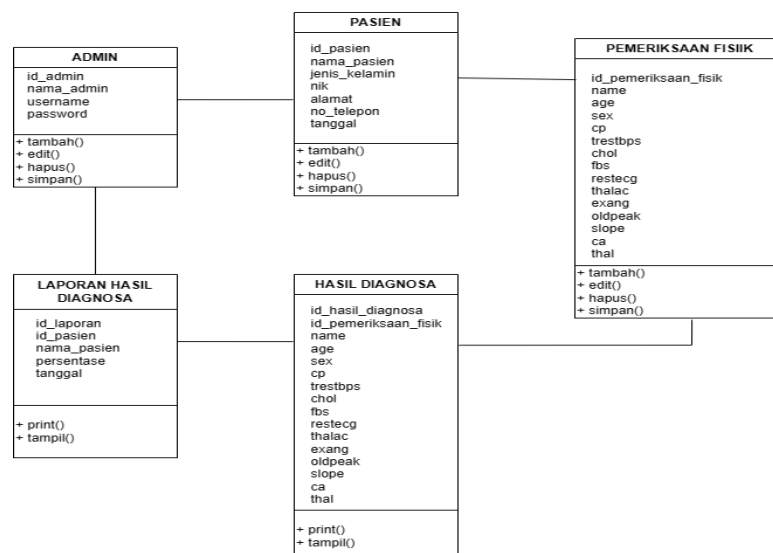 ADMIN
id_admin
nama_admin
username
password
+ tambah()
+ edit()
+ hapus()
+ simpan()
PASIEN
id_pasien
nama_pasien
jenis_kelamin
nik
alamat
no_telepon
tanggal
+ tambah()
+ edit()
+ hapus()
+ simpan()
PEMERIKSAAN FISIIK
id_pemeriksaan_fisik
name
age
sex
cp
trestbps
chol
fbs
restecg
thalac
exang
oldpeak
slope
ca
thal
+ tambah()
+ edit()
+ hapus()
+ simpan()
LAPORAN HASIL
DIAGNOSA
id_laporan
id_pasien
nama_pasien
persentase
tanggal
+ print()
+ tampil()
HASIL DIAGNOSA
id_hasil_diagnosa
id_pemeriksaan_fisik
name
age
sex
cp
trestbps
chol
fbs
restecg
thalac
exang
oldpeak
slope
ca
thal
+ print()
+ tampil()